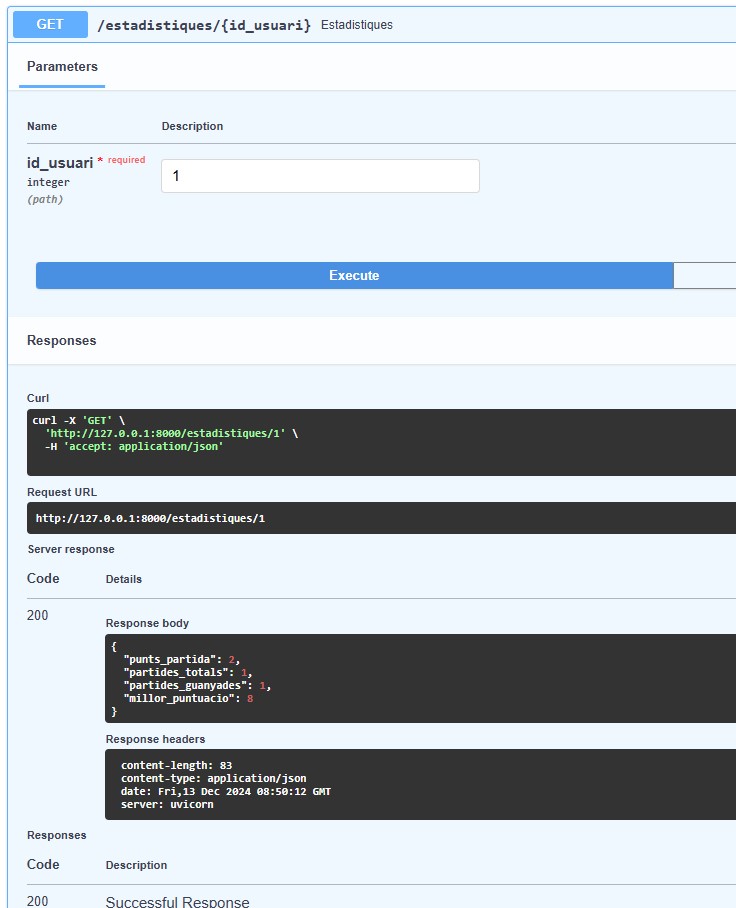 GET /estadistiques/{id_usuari} Estadistiques
Parameters
Name Description
id_usuari * required
integer
(path)
1
Execute
Responses
Curl
curl -X 'GET' \
'http://127.0.0.1:8000/estadistiques/1' \
-H 'accept: application/json'
Request URL
http://127.0.0.1:8000/estadistiques/1
Server response
Code Details
200
Response body
{
"punts_partida": 2,
"partides_totals": 1,
"partides_guanyades": 1,
"millor_puntuacio": 8
}
Response headers
content-length: 83
content-type: application/json
date: Fri,13 Dec 2024 08:50:12 GMT
server: uvicorn
Responses
Code Description
200 Successful Response